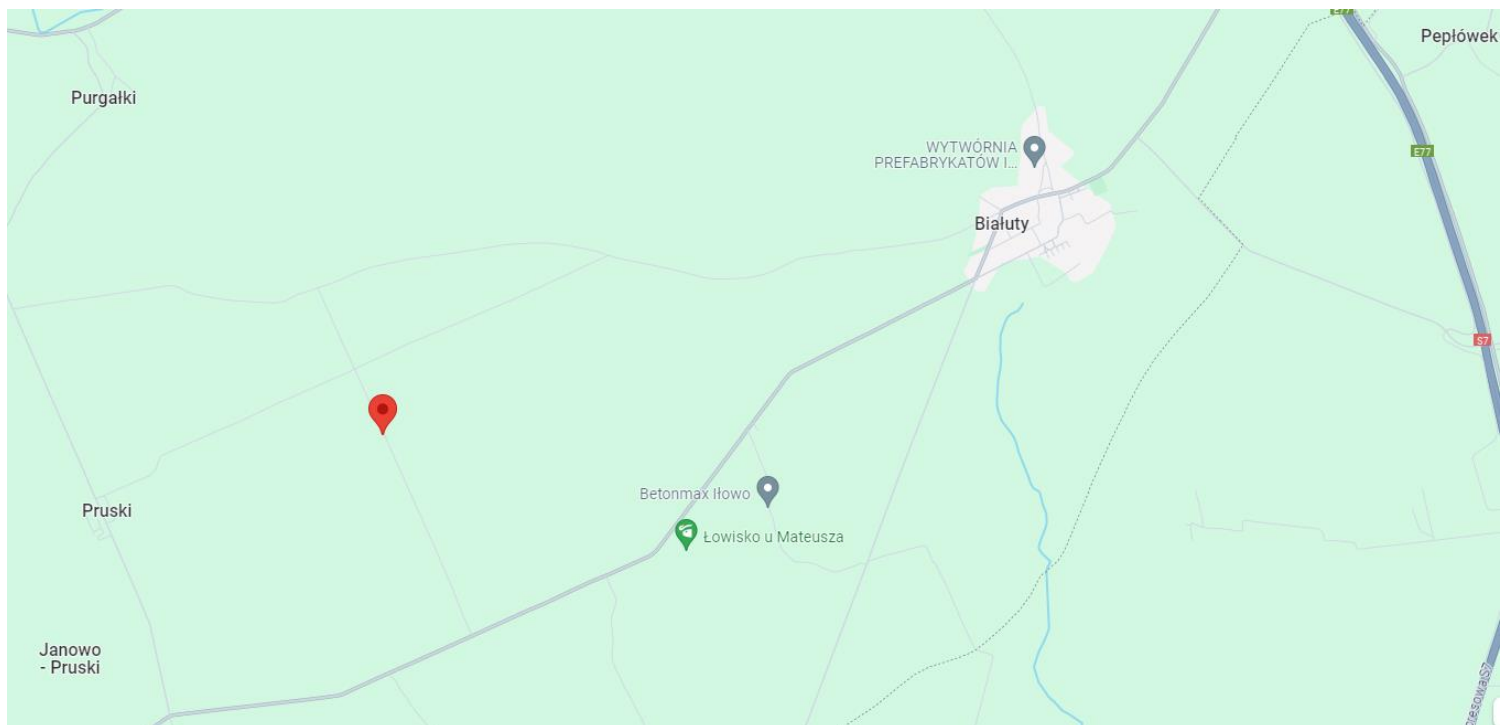 E77
Pepłówek
Purgałki
WYTWÓRNIA
PREFABRYKATÓW I...
E77
Białuty
S7
Betonmax Iłowo
Pruski
Łowisko u Mateusza
Janowo
- Pruski